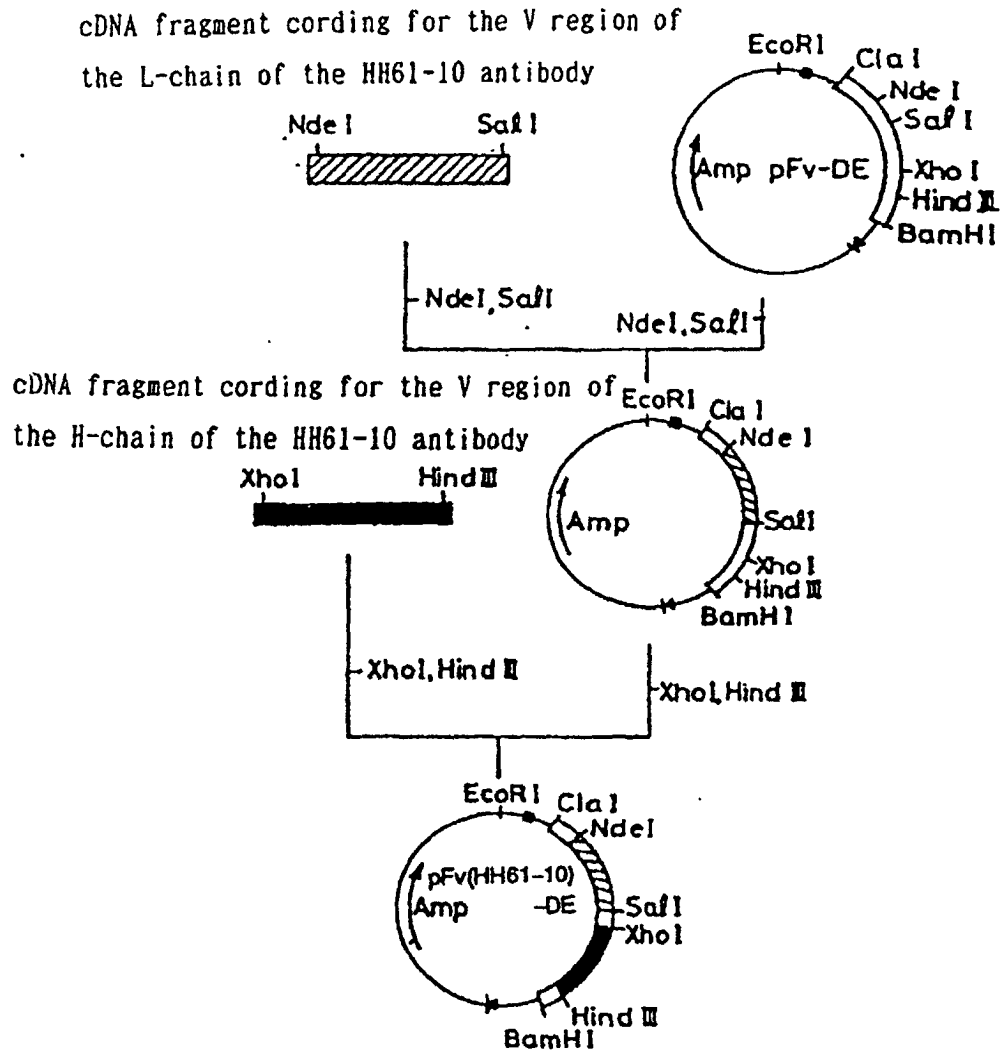 cDNA fragment cording for the V region of
the L-chain of the HH61-10 antibody
NdeI SalI
EcoRI
ClaI
NdeI
SalI
XhoI
HindIII
BamHI
Amp pFv-DE
NdeI,SalI
NdeI,SalI
cDNA fragment cording for the V region of
the H-chain of the HH61-10 antibody
XhoI HindIII
EcoRI
ClaI
NdeI
SalI
XhoI
HindIII
BamHI
Amp
XhoI,HindIII
XhoI,HindIII
EcoRI
ClaI
NdeI
SalI
XhoI
HindIII
BamHI
pFv(HH61-10)
Amp -DE